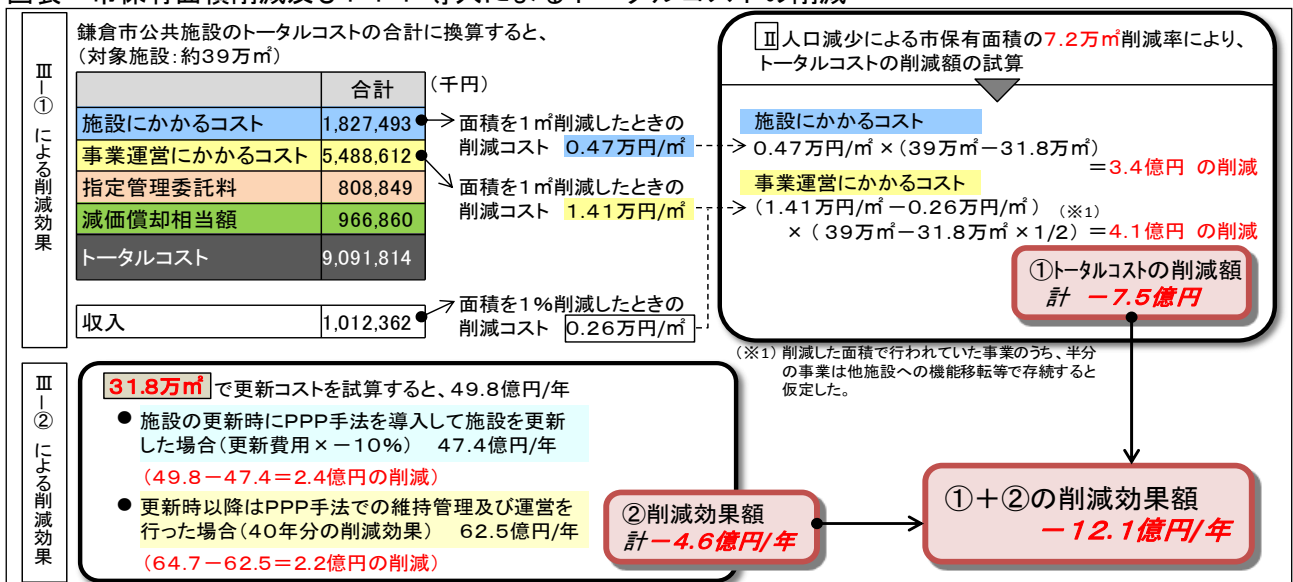 Ⅲ－① による削減効果
鎌倉市公共施設のトータルコストの合計に換算すると、
（対象施設：約39万㎡）
合計
（千円）
施設にかかるコスト 1,827,493
事業運営にかかるコスト 5,488,612
指定管理委託料 808,849
減価償却相当額 966,860
トータルコスト 9,091,814
収入 1,012,362
面積を1㎡削減したときの
削減コスト 0.47万円/㎡
面積を1㎡削減したときの
削減コスト 1.41万円/㎡
面積を1％削減したときの
削減コスト 0.26万円/㎡
Ⅱ人口減少による市保有面積の7.2万㎡削減率により、
トータルコストの削減額の試算
施設にかかるコスト
0.47万円/㎡×（39万㎡－31.8万㎡）
＝3.4億円 の削減
事業運営にかかるコスト
（1.41万円/㎡－0.26万円/㎡） （※1）
×（39万㎡－31.8万㎡×1/2）＝4.1億円 の削減
①トータルコストの削減額
計 －7.5億円
（※1）削減した面積で行われていた事業のうち、半分
の事業は他施設への機能移転等で存続すると
仮定した。
Ⅲ－② による削減効果
31.8万㎡で更新コストを試算すると、49.8億円/年
● 施設の更新時にPPP手法を導入して施設を更新
した場合（更新費用×－10％） 47.4億円/年
（49.8－47.4＝2.4億円の削減）
● 更新時以降はPPP手法での維持管理及び運営を
行った場合（40年分の削減効果） 62.5億円/年
（64.7－62.5＝2.2億円の削減）
②削減効果額
計－4.6億円/年
①＋②の削減効果額
－12.1億円/年